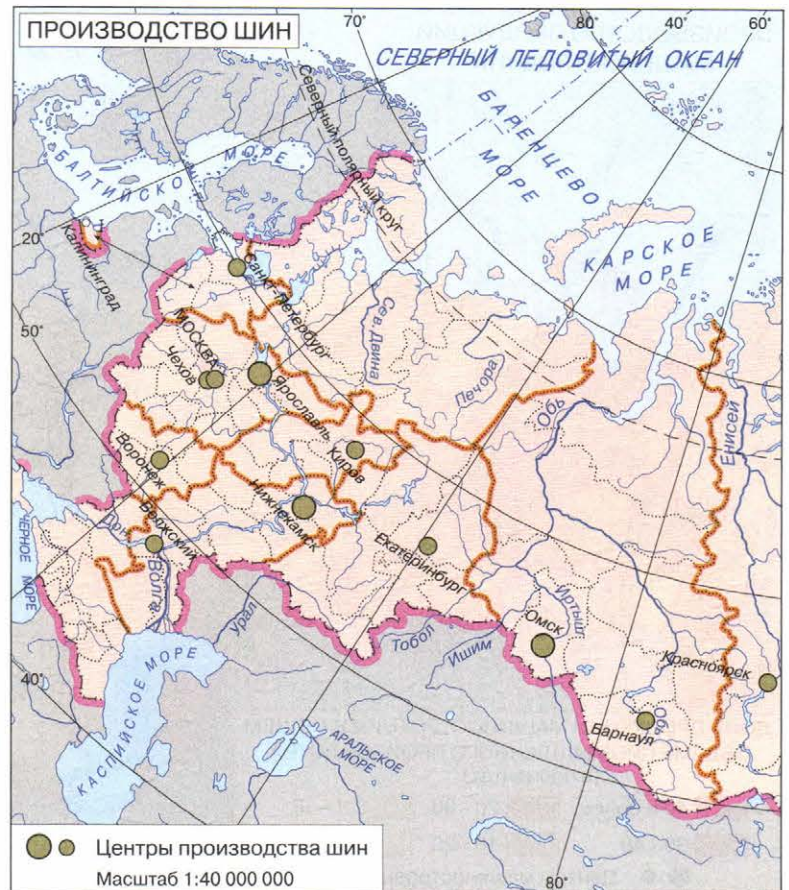 ПРОИЗВОДСТВО ШИН
70°
80°
40°
60°
СЕВЕРНЫЙ ЛЕДОВИТЫЙ ОКЕАН
Северный полярный круг
БАРЕНЦЕВО
МОРЕ
БАЛТИЙСКОЕ МОРЕ
КАРСКОЕ
МОРЕ
20°
Калининград
Санкт-Петербург
50°
МОСКВА
Чехов
Ярославль
Сев.Двина
Печора
Обь
Енисей
Воронеж
Киров
Нижнекамск
Екатеринбург
Волжский
Дон
Волга
ЧЕРНОЕ МОРЕ
Урал
Тобол
Ишим
Иртыш
Омск
Красноярск
Обь
Барнаул
40°
КАСПИЙСКОЕ МОРЕ
АРАЛЬСКОЕ
МОРЕ
80°
Центры производства шин
Масштаб 1:40 000 000